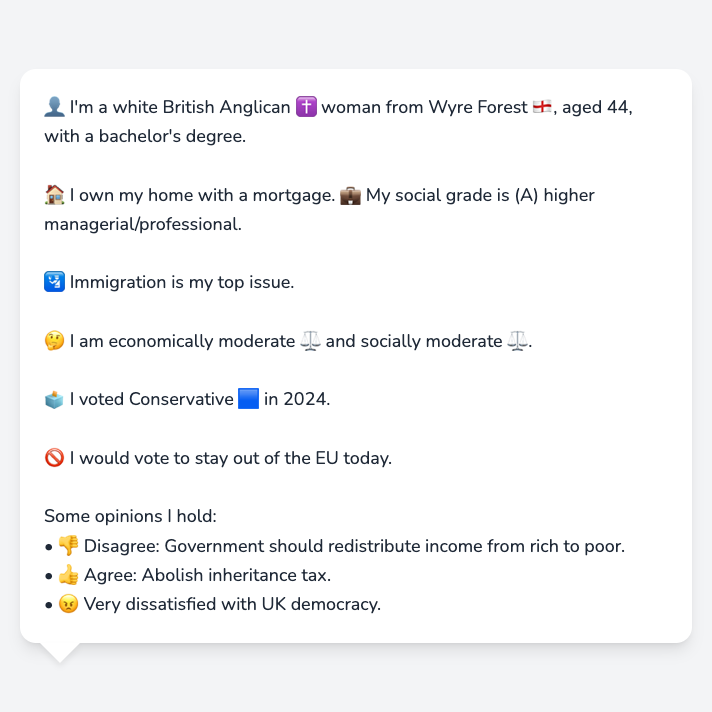 👤 I'm a white British Anglican ✝️ woman from Wyre Forest 🏴󠁧󠁢󠁥󠁮󠁧󠁿, aged 44,
with a bachelor's degree.
🏠 I own my home with a mortgage. 💼 My social grade is (A) higher
managerial/professional.
🛂 Immigration is my top issue.
🤔 I am economically moderate ⚖️ and socially moderate ⚖️.
🗳️ I voted Conservative 🟦 in 2024.
🚫 I would vote to stay out of the EU today.
Some opinions I hold:
• 👎 Disagree: Government should redistribute income from rich to poor.
• 👍 Agree: Abolish inheritance tax.
• 😠 Very dissatisfied with UK democracy.